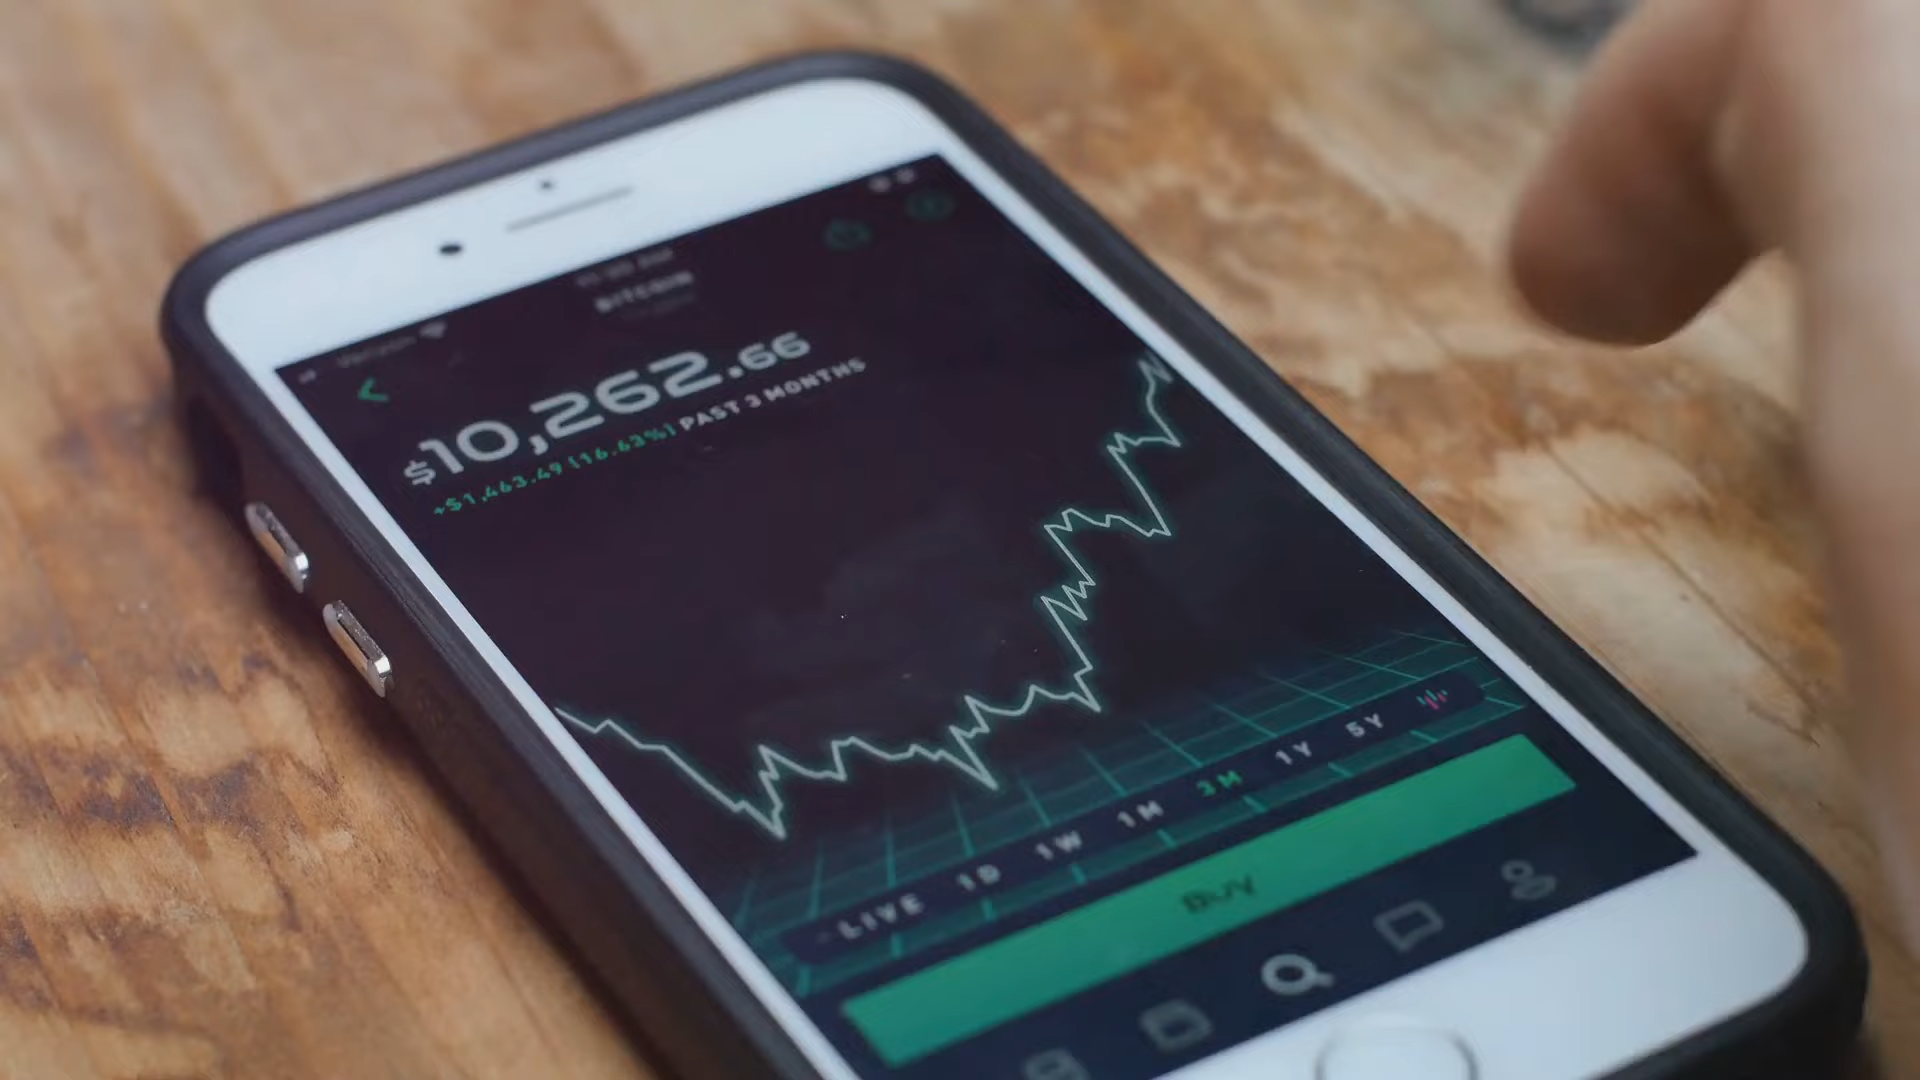 BITCOIN
$10,262.66
+$1,463.49 (16.63%) PAST 3 MONTHS
LIVE 1D 1W 1M 3M 1Y 5Y
BUY